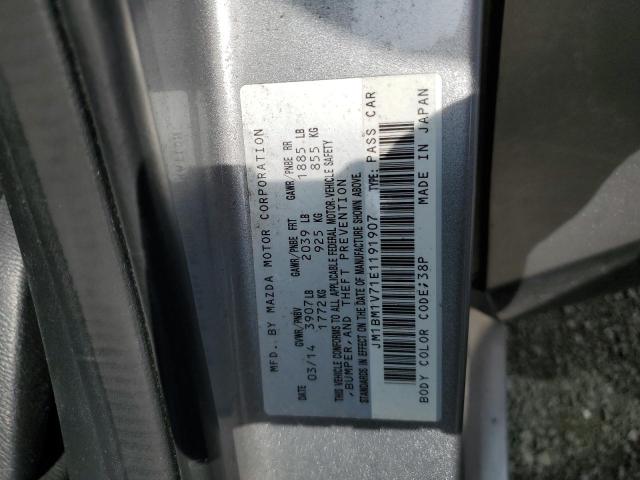 MFD. BY MAZDA MOTOR CORPORATION
DATE GVWR/PNBV GAWR/PNBE FRT GAWR/PNBE RR
03/14 3907LB 2039 LB 1885 LB
1772KG 925 KG 855 KG
THIS VEHICLE CONFORMS TO ALL APPLICABLE FEDERAL MOTOR-VEHICLE SAFETY
,BUMPER,AND THEFT PREVENTION
STANDARDS IN EFFECT ON THE DATE OF MANUFACTURE SHOWN ABOVE.
JM1BM1V71E1191907 TYPE: PASS CAR
BODY COLOR CODE;38P MADE IN JAPAN